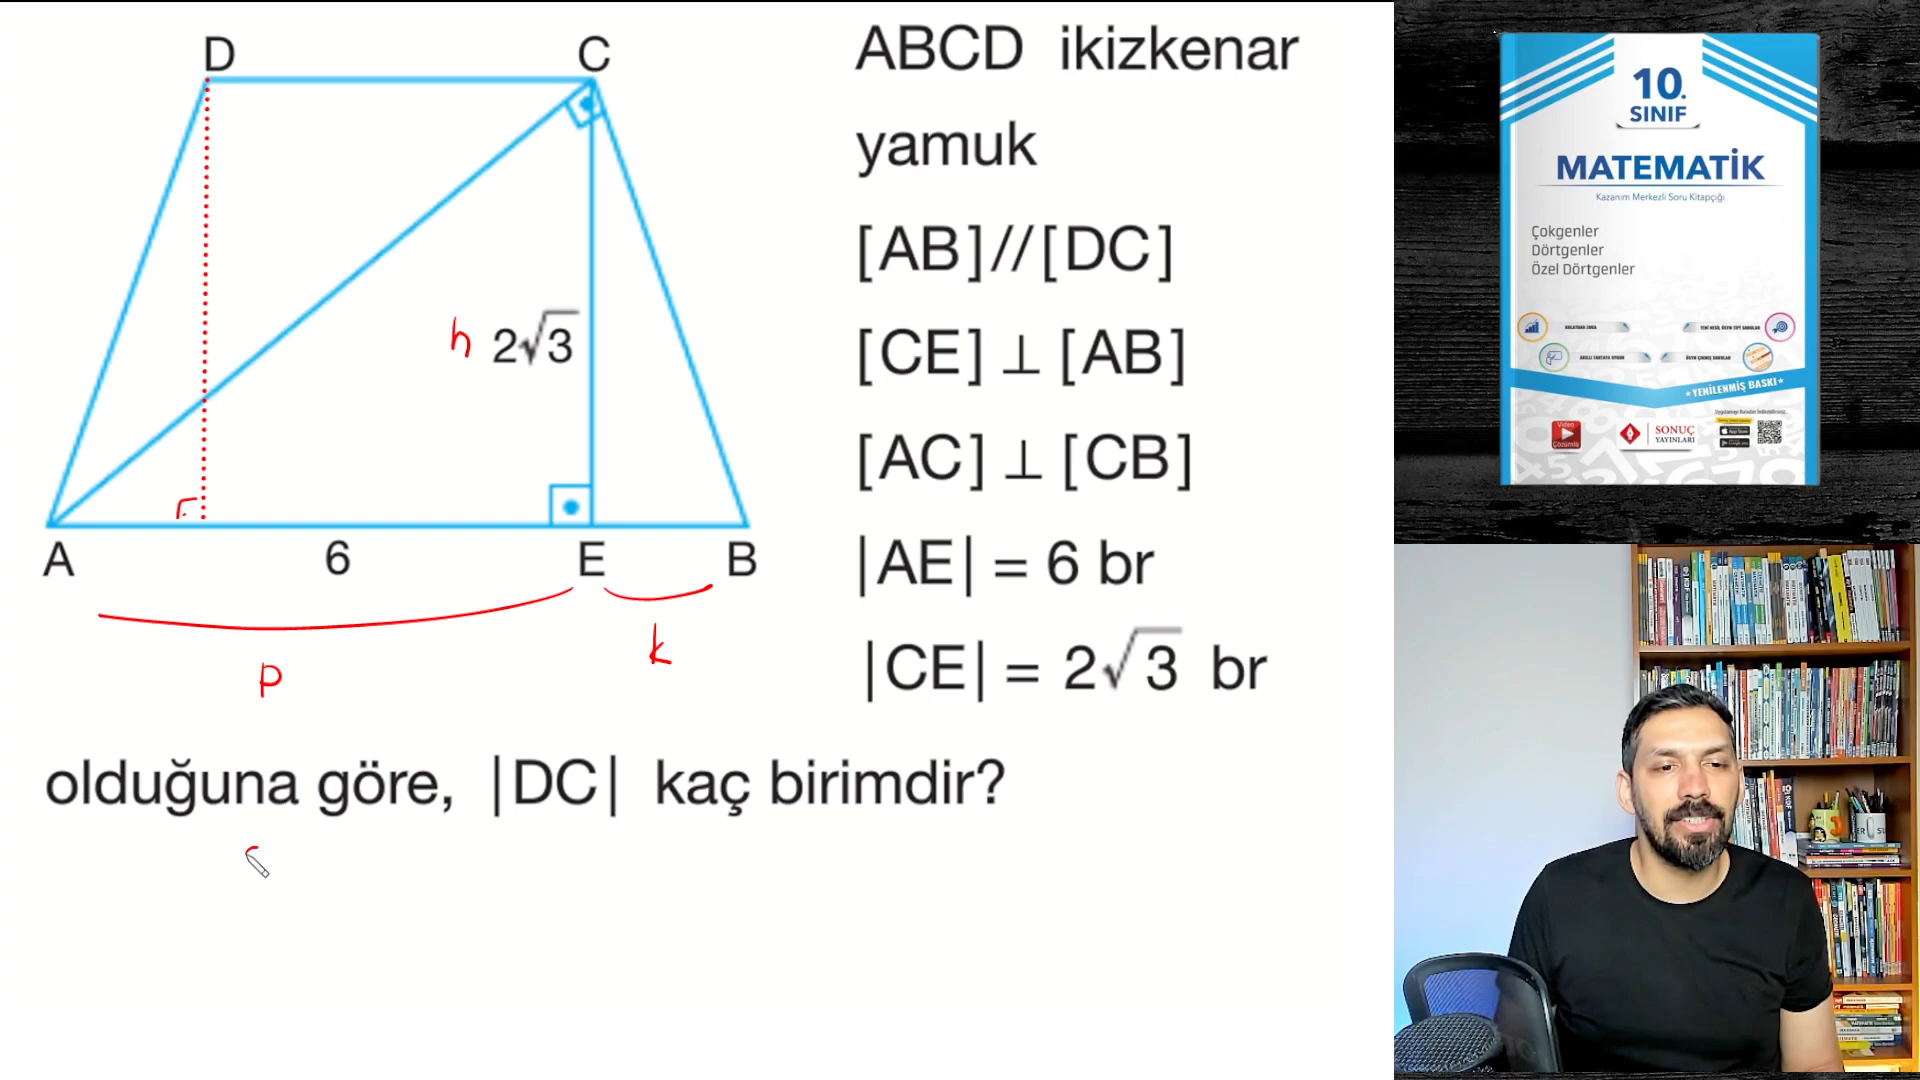 D
C
h 2√3
A
6
E
B
p
k
ABCD ikizkenar
yamuk
[AB]//[DC]
[CE]⊥[AB]
[AC]⊥[CB]
|AE| = 6 br
|CE| = 2√3 br
olduğuna göre, |DC| kaç birimdir?
10.
SINIF
MATEMATİK
Kazanım Merkezli Soru Kitapçığı
Çokgenler
Dörtgenler
Özel Dörtgenler
YENİLENMİŞ BASKI
Video
Çözümlü
SONUÇ
YAYINLARI